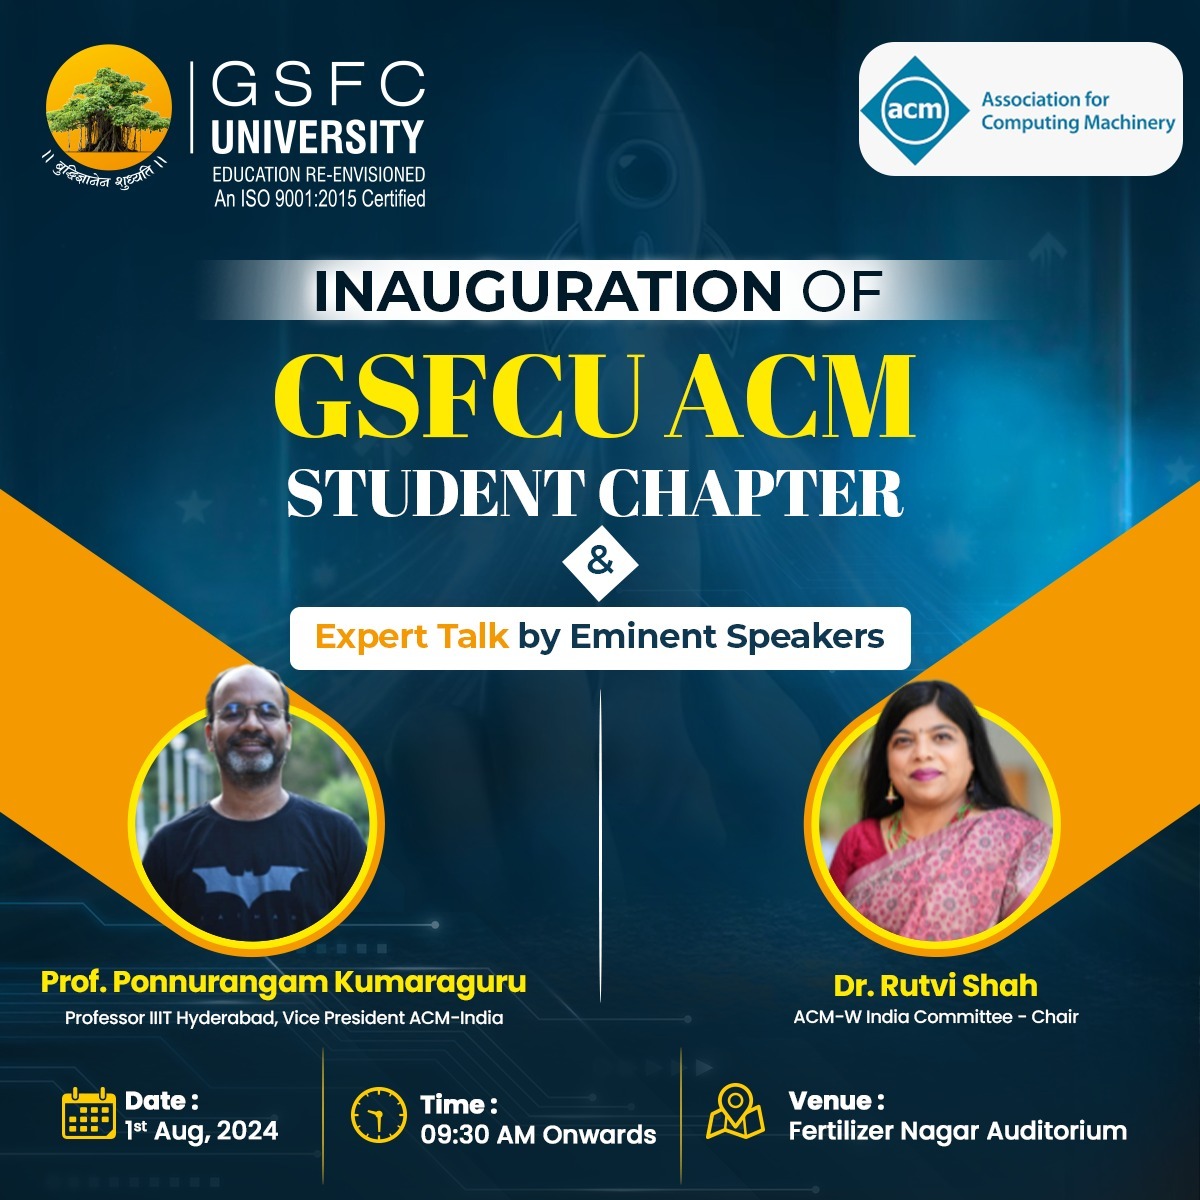 GSFC
UNIVERSITY
EDUCATION RE-ENVISIONED
An ISO 9001:2015 Certified
॥ बुद्धिर्ज्ञानेन शुध्यति ॥
acm
Association for
Computing Machinery
INAUGURATION OF
GSFCU ACM
STUDENT CHAPTER
&
Expert Talk by Eminent Speakers
Prof. Ponnurangam Kumaraguru
Professor IIIT Hyderabad, Vice President ACM-India
Dr. Rutvi Shah
ACM-W India Committee - Chair
Date :
1st Aug, 2024
Time :
09:30 AM Onwards
Venue :
Fertilizer Nagar Auditorium